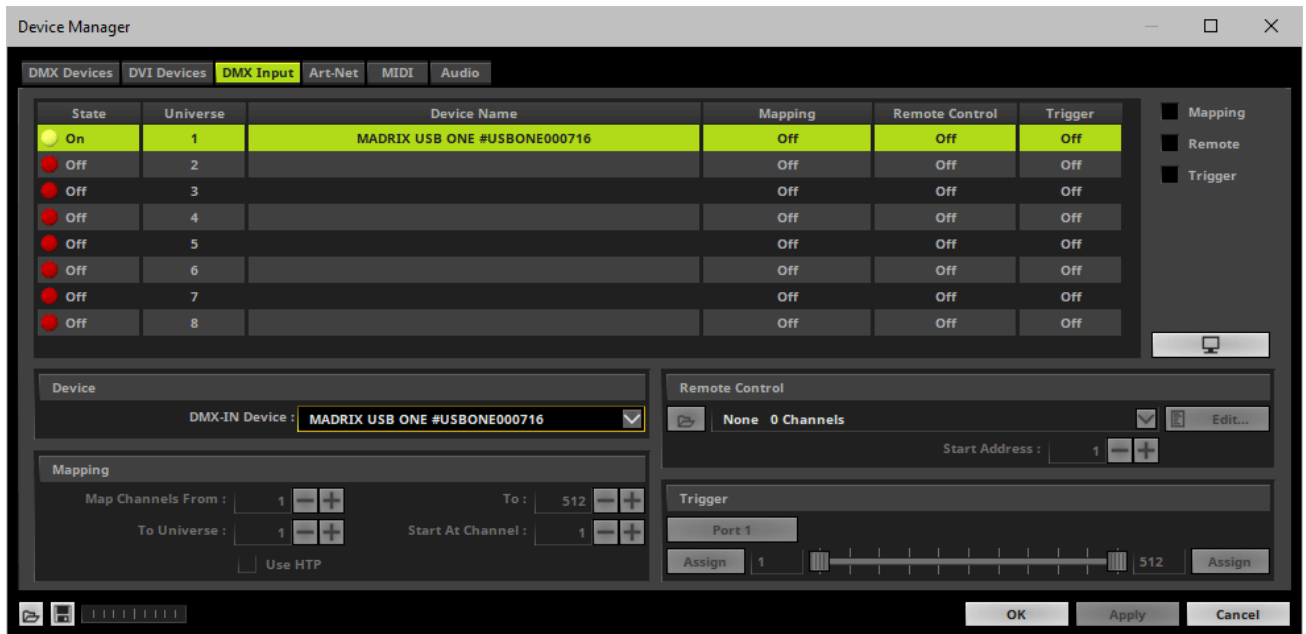 Device Manager
DMX Devices DVI Devices DMX Input Art-Net MIDI Audio
State Universe Device Name Mapping Remote Control Trigger
On 1 MADRIX USB ONE #USBONE000716 Off Off Off
Off 2 Off Off Off
Off 3 Off Off Off
Off 4 Off Off Off
Off 5 Off Off Off
Off 6 Off Off Off
Off 7 Off Off Off
Off 8 Off Off Off
Mapping
Remote
Trigger
Device
DMX-IN Device : MADRIX USB ONE #USBONE000716
Mapping
Map Channels From : 1 To : 512
To Universe : 1 Start At Channel : 1
Use HTP
Remote Control
None 0 Channels Edit...
Start Address : 1
Trigger
Port 1
Assign 1 512 Assign
OK Apply Cancel